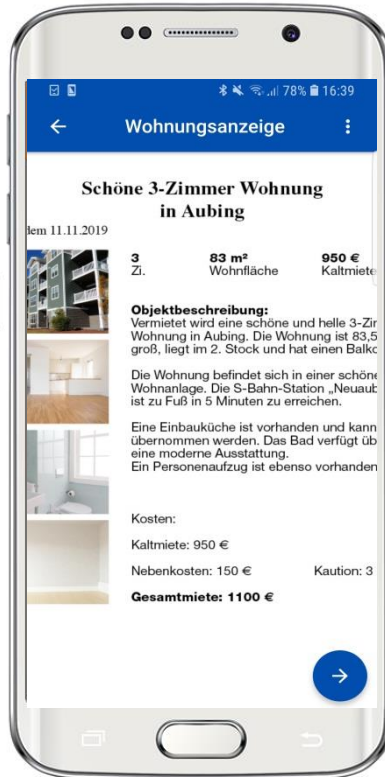 78% 16:39
Wohnungsanzeige
Schöne 3-Zimmer Wohnung
in Aubing
dem 11.11.2019
3 83 m² 950 €
Zi. Wohnfläche Kaltmiete
Objektbeschreibung:
Vermietet wird eine schöne und helle 3-Zi
Wohnung in Aubing. Die Wohnung ist 83,5
groß, liegt im 2. Stock und hat einen Balko
Die Wohnung befindet sich in einer schöne
Wohnanlage. Die S-Bahn-Station „Neuaub
ist zu Fuß in 5 Minuten zu erreichen.
Eine Einbauküche ist vorhanden und kann
übernommen werden. Das Bad verfügt üb
eine moderne Ausstattung.
Ein Personenaufzug ist ebenso vorhanden
Kosten:
Kaltmiete: 950 €
Nebenkosten: 150 € Kaution: 3
Gesamtmiete: 1100 €